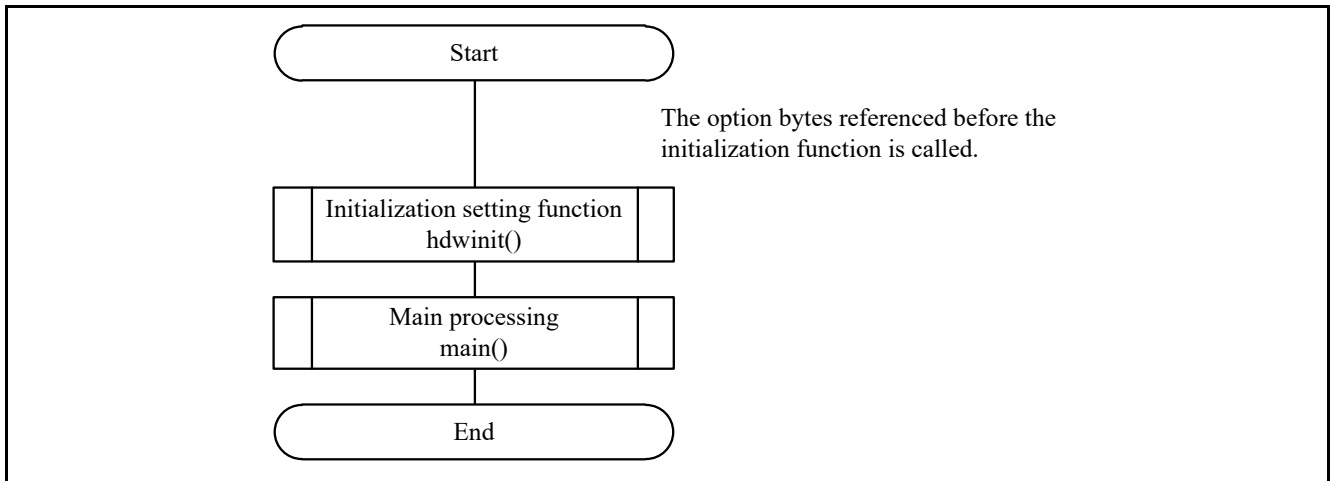 Start
The option bytes referenced before the
initialization function is called.
Initialization setting function
hdwinit()
Main processing
main()
End